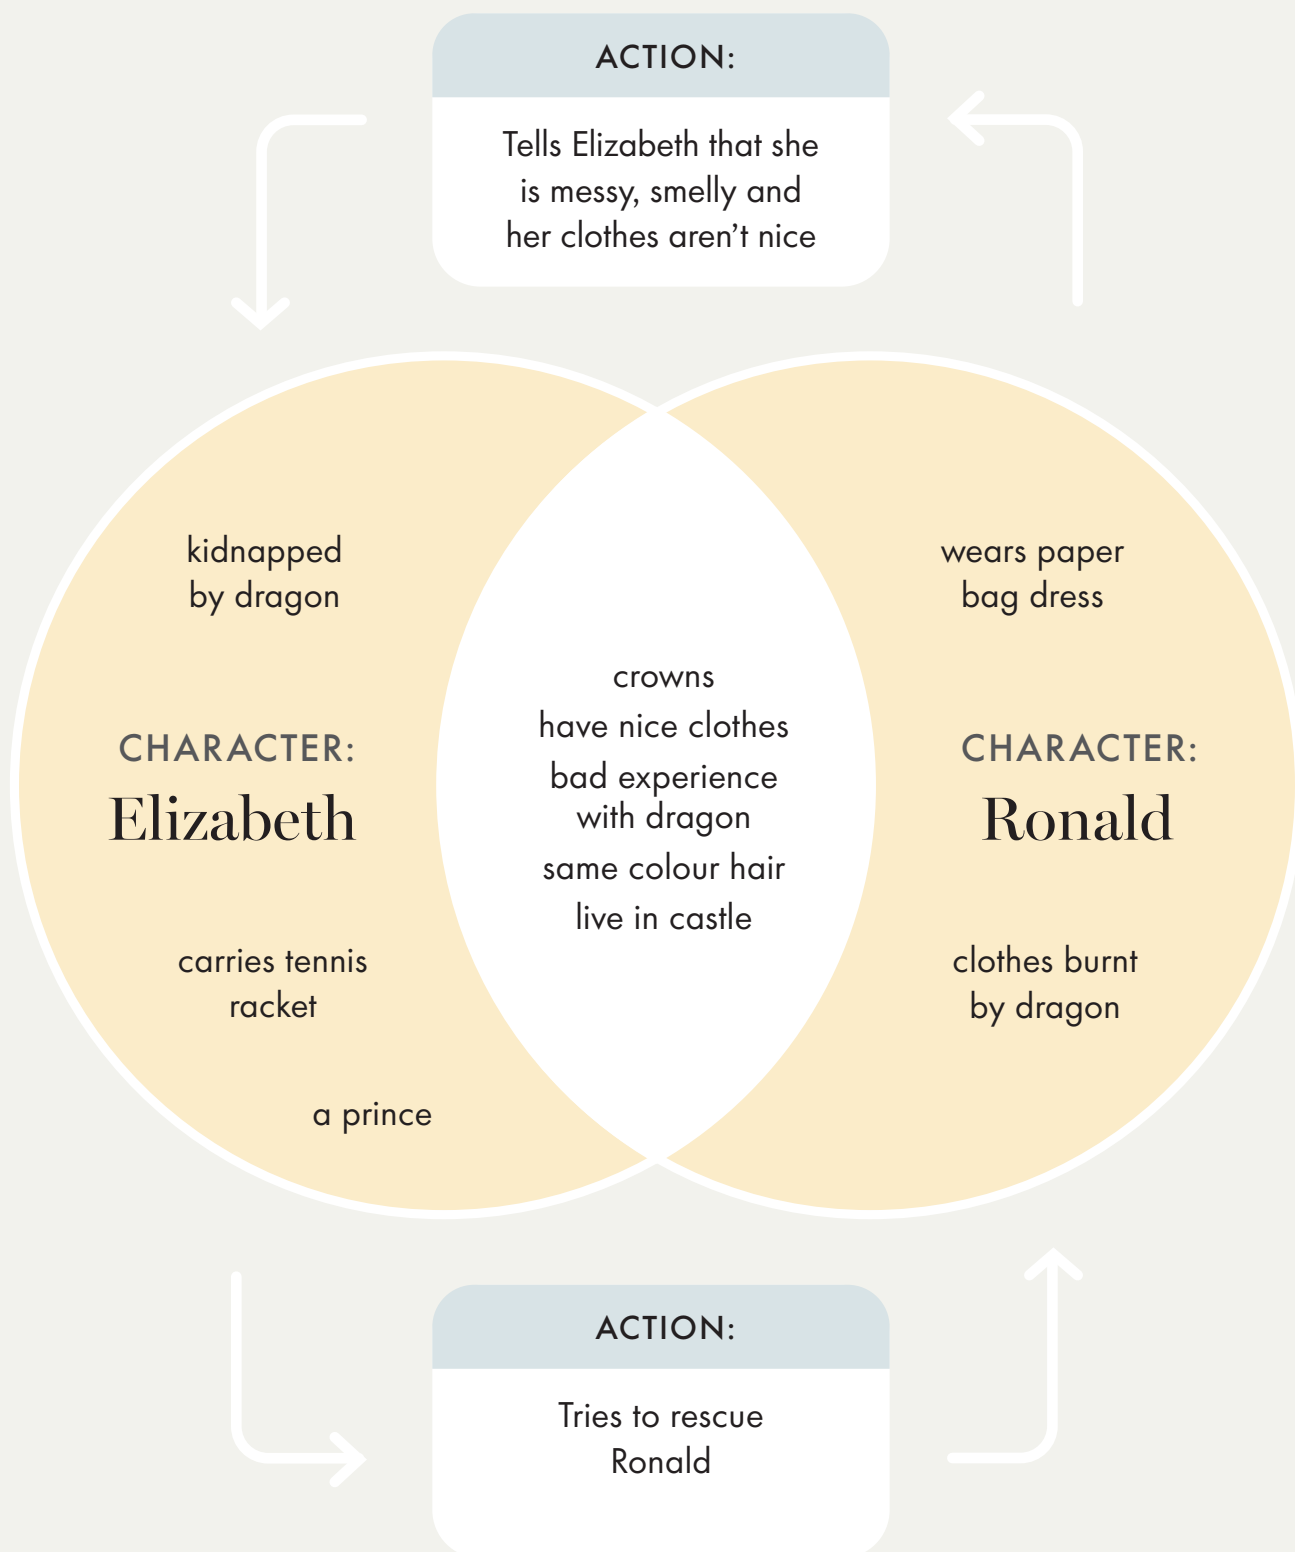 ACTION:
Tells Elizabeth that she
is messy, smelly and
her clothes aren't nice
kidnapped
by dragon
CHARACTER:
Elizabeth
carries tennis
racket
a prince
crowns
have nice clothes
bad experience
with dragon
same colour hair
live in castle
wears paper
bag dress
CHARACTER:
Ronald
clothes burnt
by dragon
ACTION:
Tries to rescue
Ronald